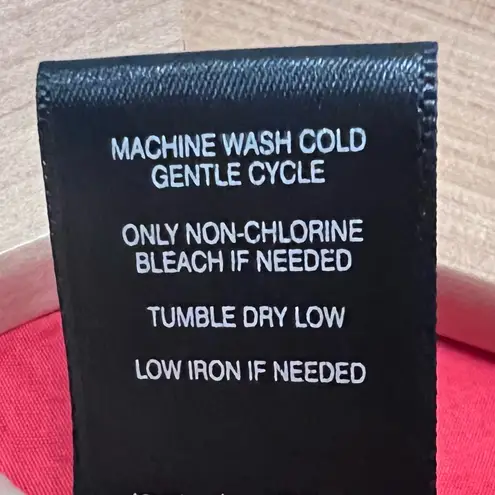 MACHINE WASH COLD
GENTLE CYCLE
ONLY NON-CHLORINE
BLEACH IF NEEDED
TUMBLE DRY LOW
LOW IRON IF NEEDED